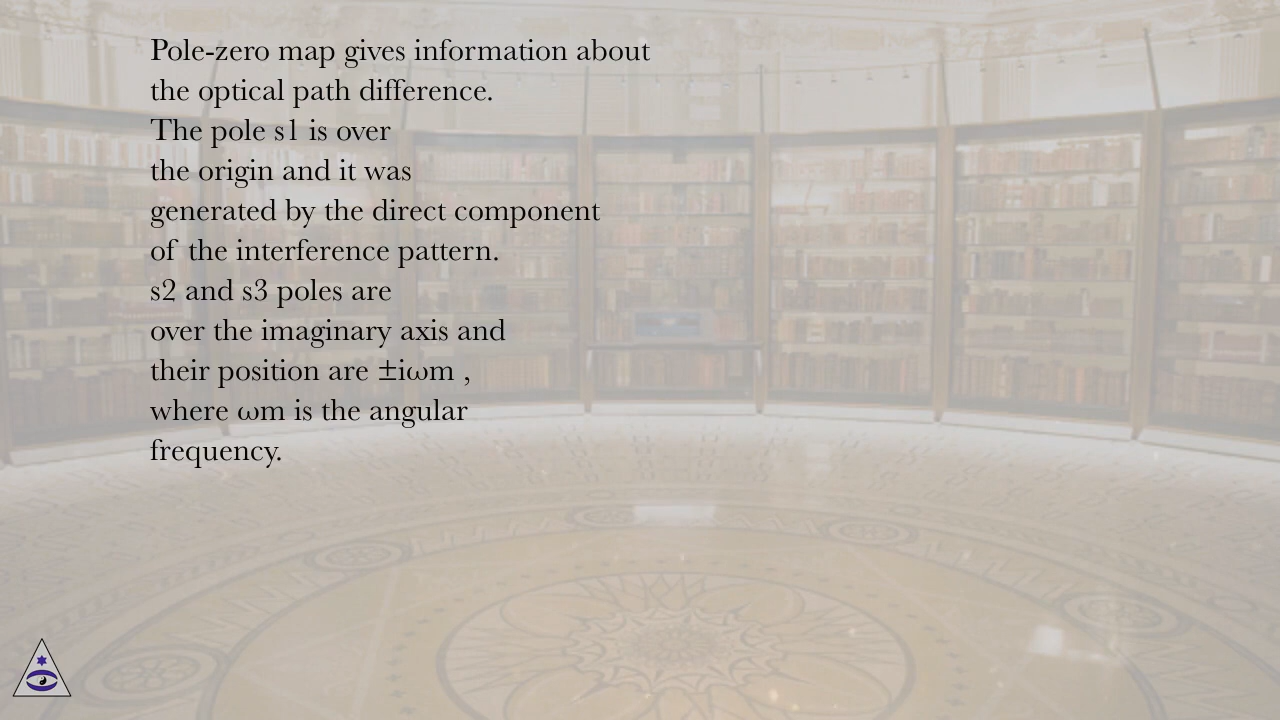 Pole-zero map gives information about
the optical path difference.
The pole s1 is over
the origin and it was
generated by the direct component
of the interference pattern.
s2 and s3 poles are
over the imaginary axis and
their position are ±iωm ,
where ωm is the angular
frequency.